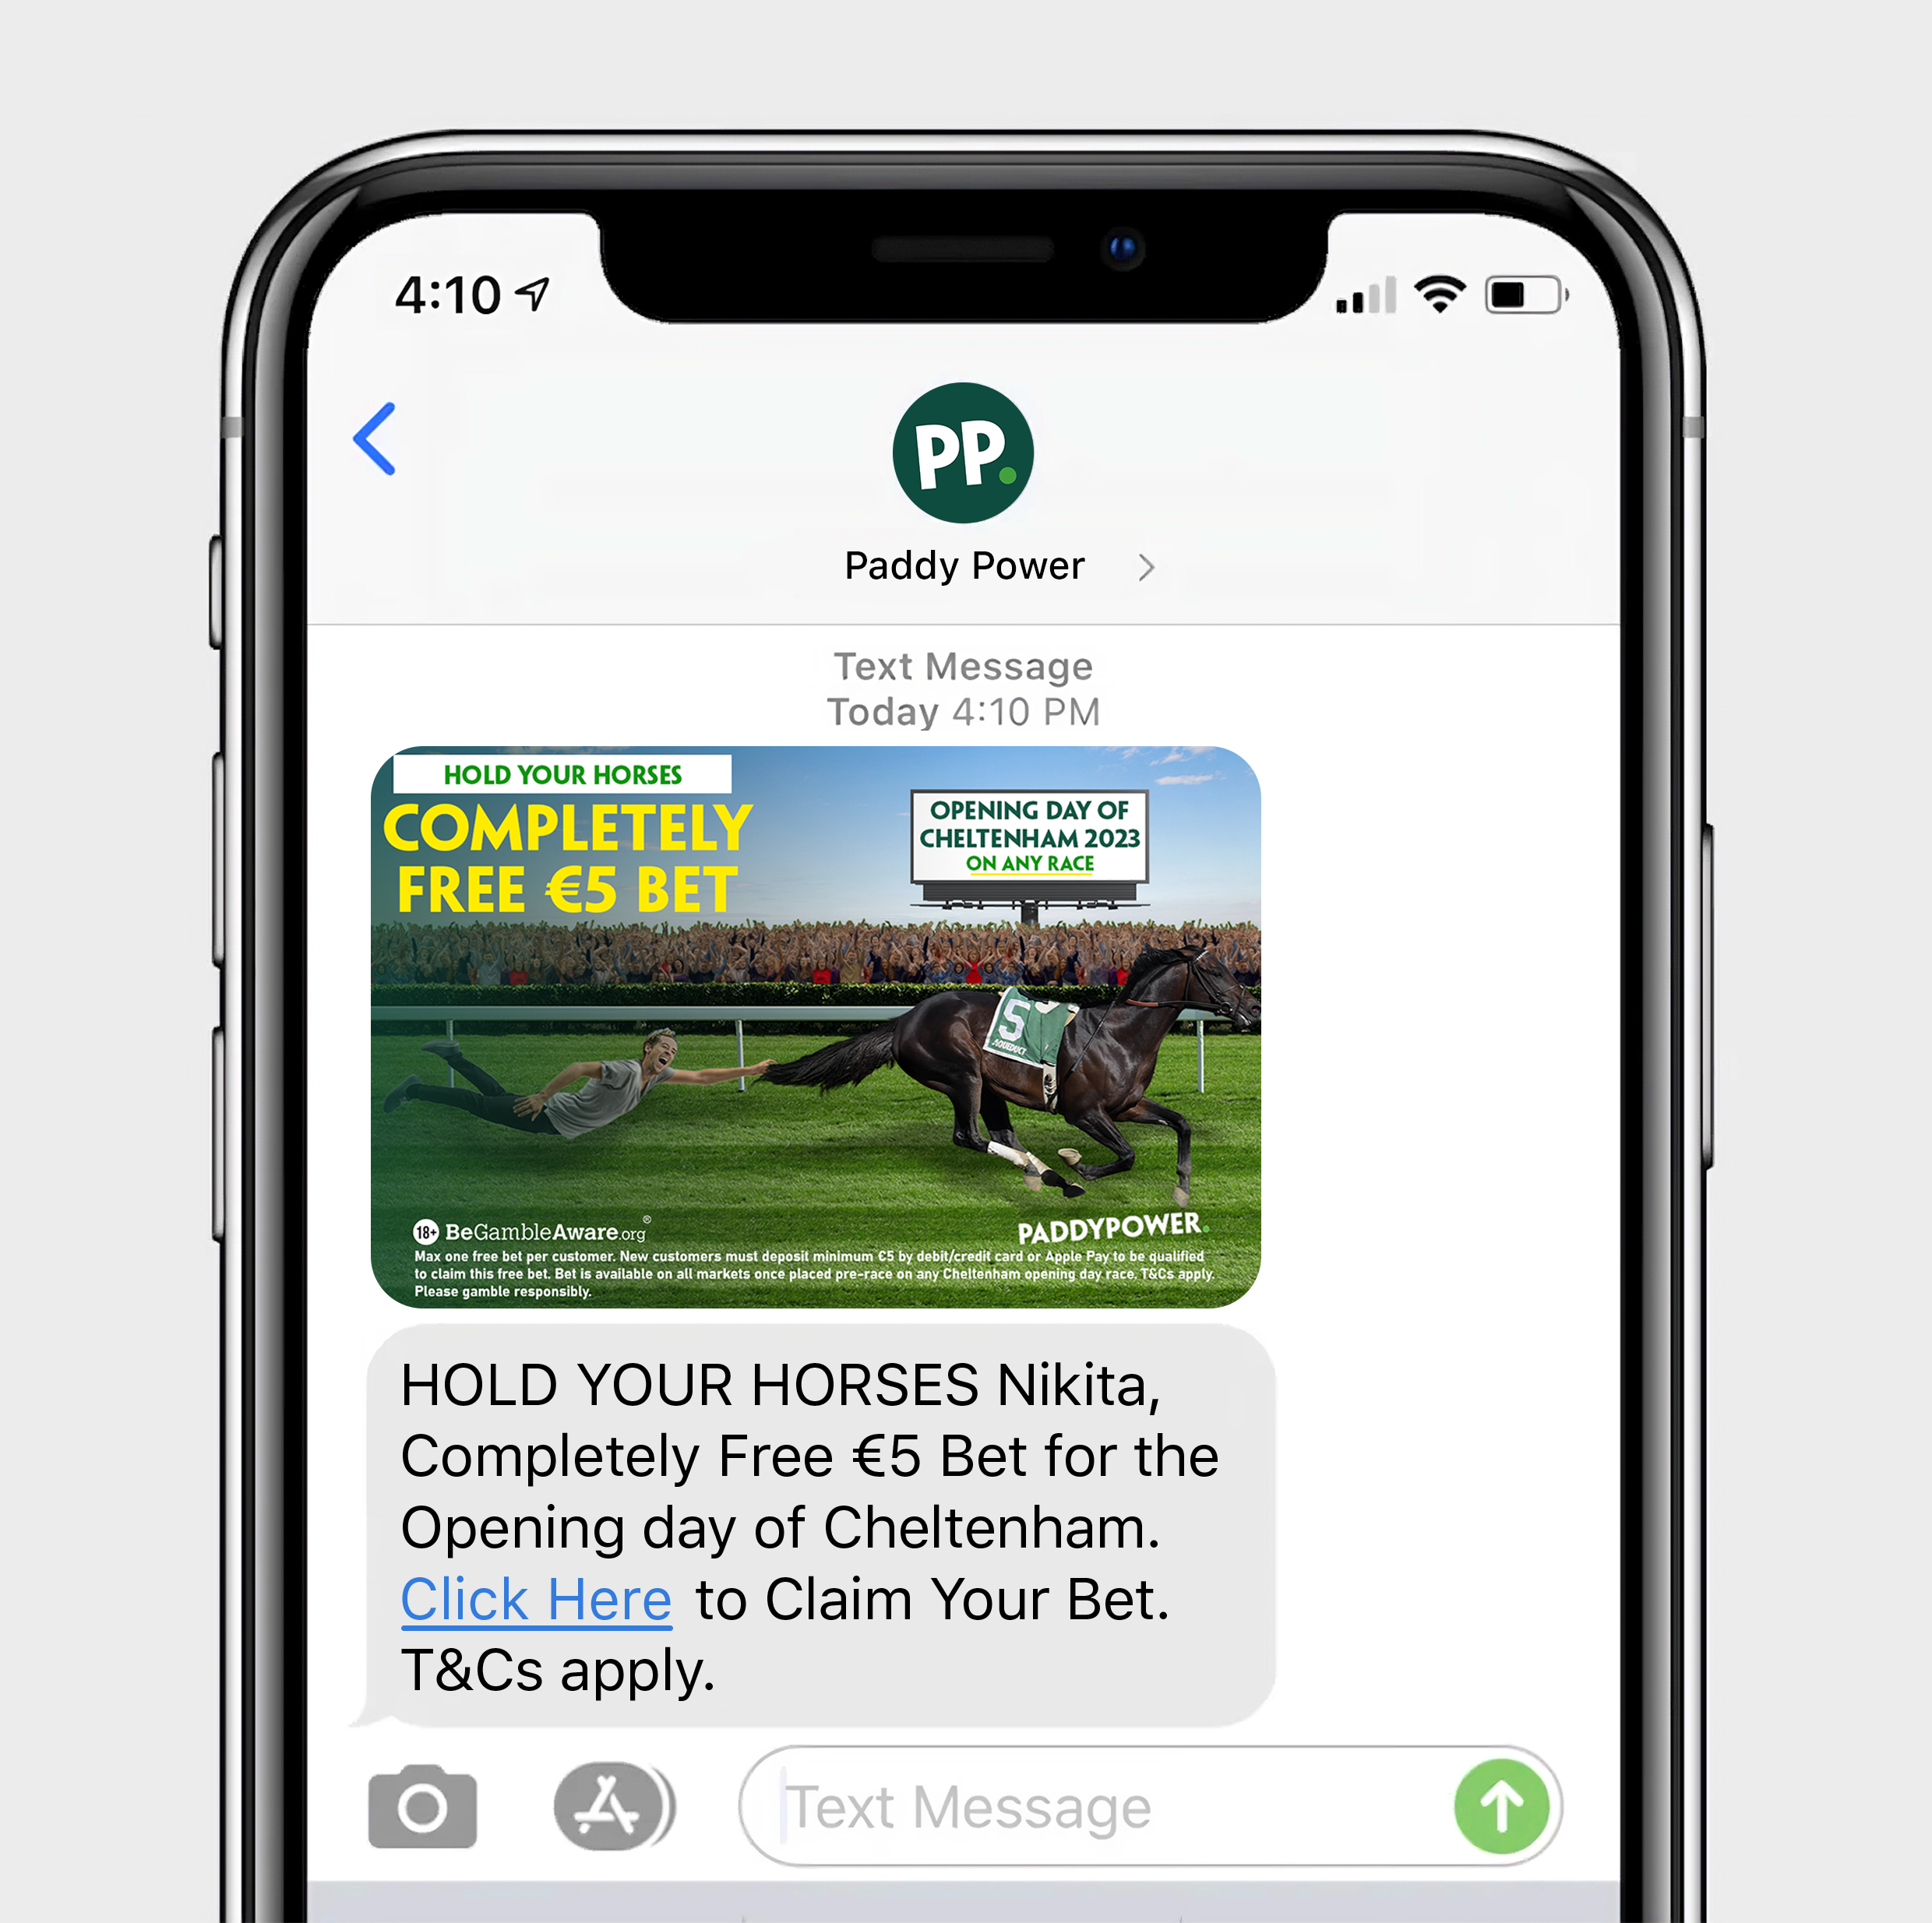 4:10
PP.
Paddy Power
Text Message
Today 4:10 PM
HOLD YOUR HORSES
COMPLETELY
FREE €5 BET
OPENING DAY OF
CHELTENHAM 2023
ON ANY RACE
5
AQUEDUCT
18+ BeGambleAware.org®
PADDYPOWER.
Max one free bet per customer. New customers must deposit minimum €5 by debit/credit card or Apple Pay to be qualified
to claim this free bet. Bet is available on all markets once placed pre-race on any Cheltenham opening day race. T&Cs apply.
Please gamble responsibly.
HOLD YOUR HORSES Nikita,
Completely Free €5 Bet for the
Opening day of Cheltenham.
Click Here to Claim Your Bet.
T&Cs apply.
Text Message